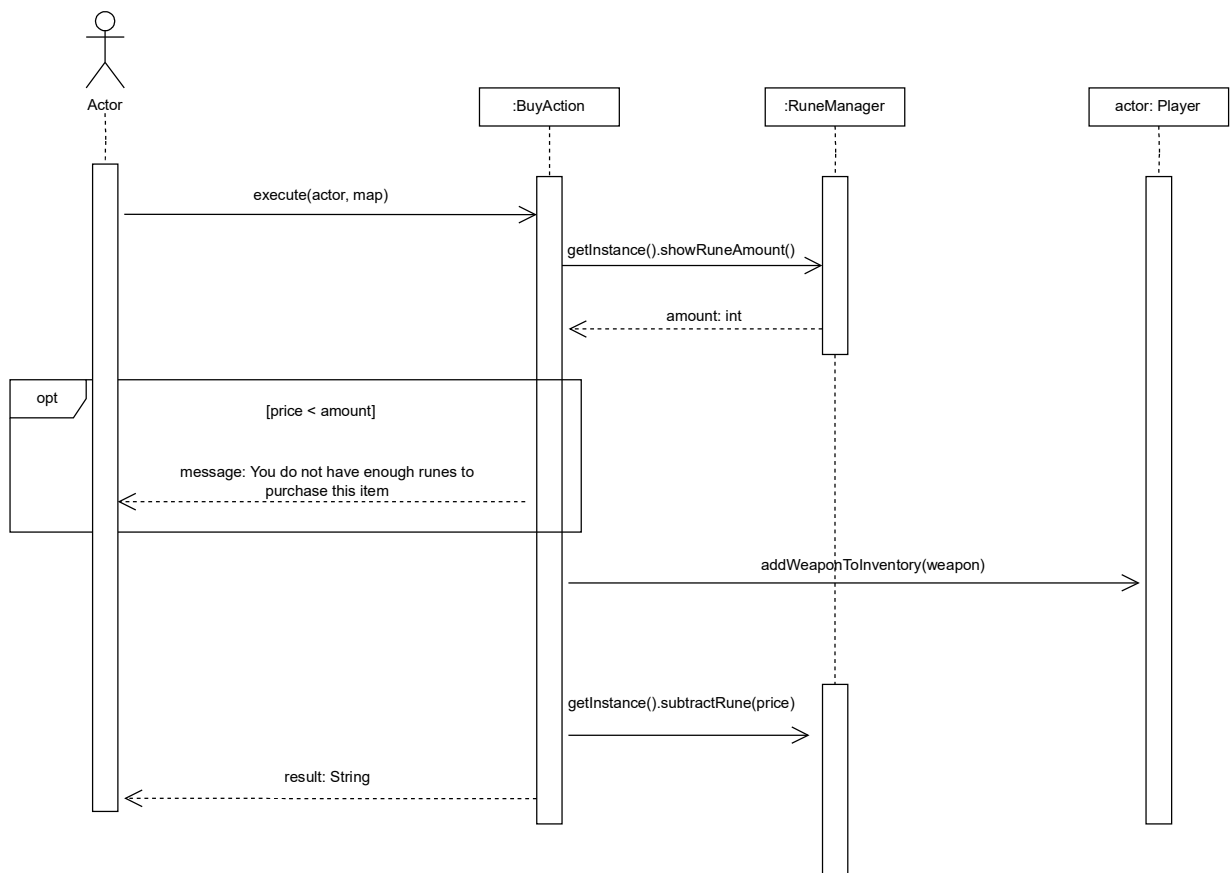 Actor
:BuyAction
:RuneManager
actor: Player
execute(actor, map)
getInstance().showRuneAmount()
amount: int
opt
[price < amount]
message: You do not have enough runes to
purchase this item
addWeaponToInventory(weapon)
getInstance().subtractRune(price)
result: String